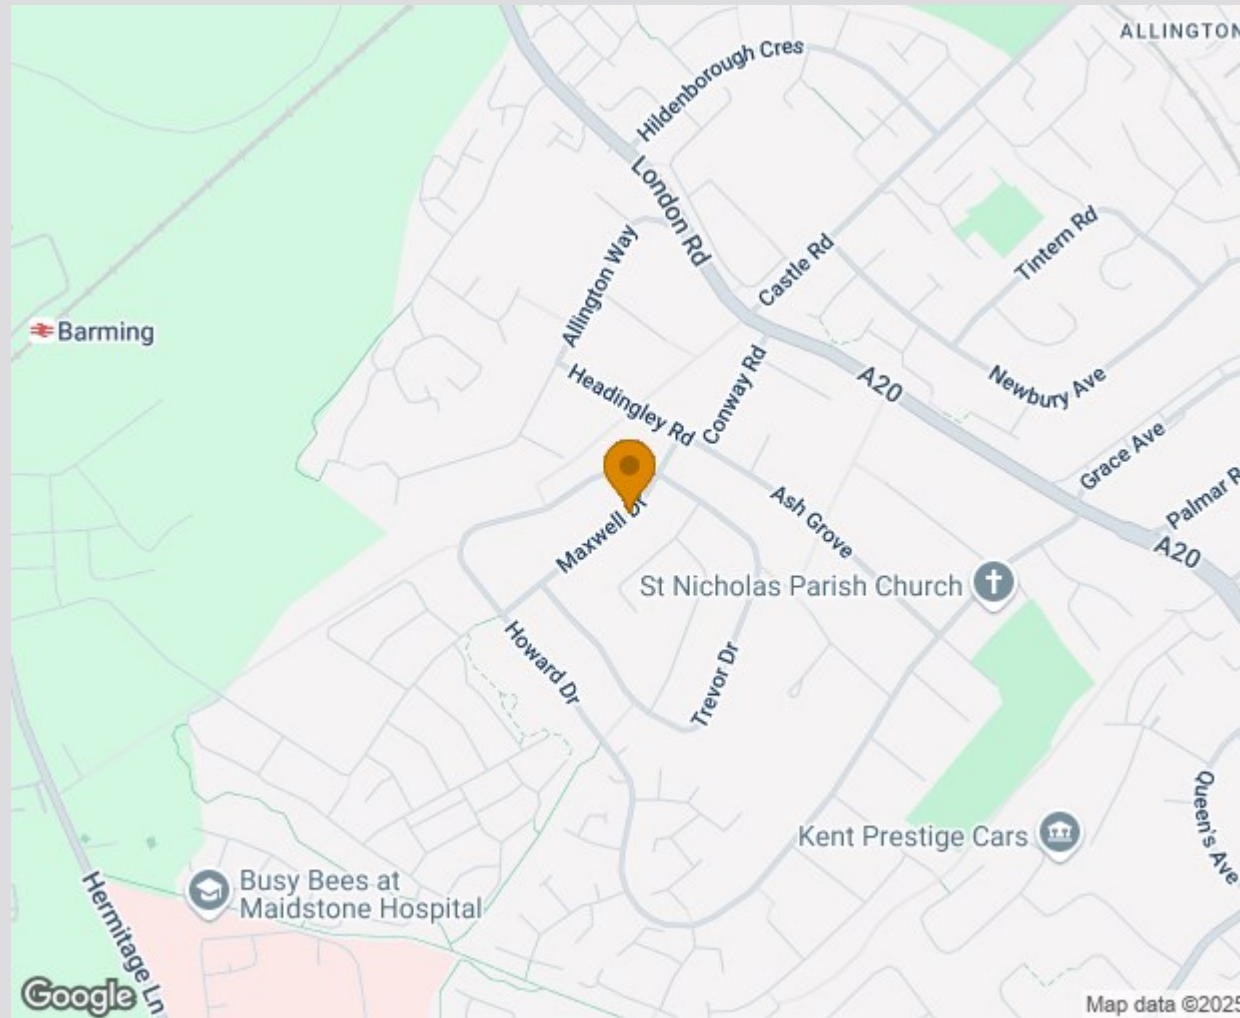 ALLINGTON
Hildenborough Cres
London Rd
Castle Rd
Tintern Rd
Allington Way
Barming
Headingley Rd
Conway Rd
A20
Newbury Ave
Grace Ave
Palmar R
Ash Grove
Maxwell Dr
A20
St Nicholas Parish Church
Howard Dr
Trevor Dr
Queen's Ave
Kent Prestige Cars
Busy Bees at
Maidstone Hospital
Hermitage Ln
Google
Map data ©2025